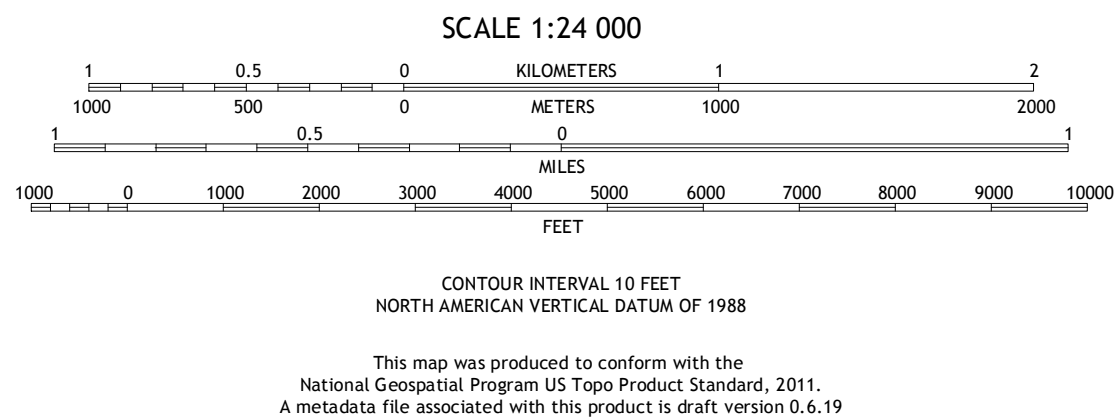 SCALE 1:24 000
1 0.5 0 KILOMETERS 1 2
1000 500 0 METERS 1000 2000
1 0.5 0 1
MILES
1000 0 1000 2000 3000 4000 5000 6000 7000 8000 9000 10000
FEET
CONTOUR INTERVAL 10 FEET
NORTH AMERICAN VERTICAL DATUM OF 1988
This map was produced to conform with the
National Geospatial Program US Topo Product Standard, 2011.
A metadata file associated with this product is draft version 0.6.19